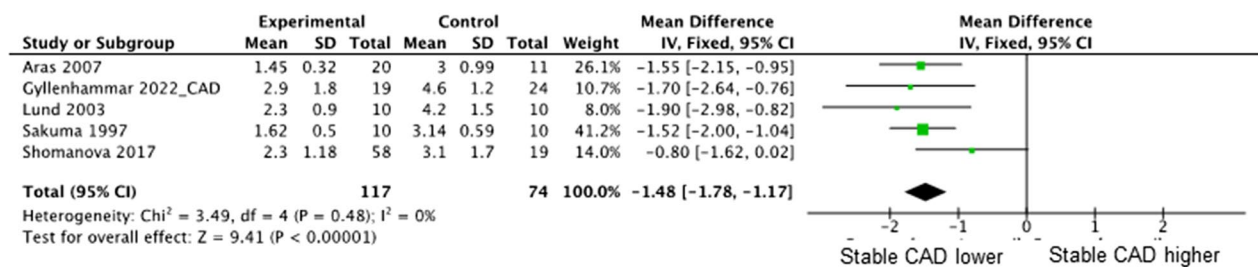 Experimental Control Mean Difference Mean Difference
Study or Subgroup Mean SD Total Mean SD Total Weight IV, Fixed, 95% CI IV, Fixed, 95% CI
Aras 2007 1.45 0.32 20 3 0.99 11 26.1% -1.55 [-2.15, -0.95]
Gyllenhammar 2022_CAD 2.9 1.8 19 4.6 1.2 24 10.7% -1.70 [-2.64, -0.76]
Lund 2003 2.3 0.9 10 4.2 1.5 10 8.0% -1.90 [-2.98, -0.82]
Sakuma 1997 1.62 0.5 10 3.14 0.59 10 41.2% -1.52 [-2.00, -1.04]
Shomanova 2017 2.3 1.18 58 3.1 1.7 19 14.0% -0.80 [-1.62, 0.02]
Total (95% CI) 117 74 100.0% -1.48 [-1.78, -1.17]
Heterogeneity: Chi² = 3.49, df = 4 (P = 0.48); I² = 0%
Test for overall effect: Z = 9.41 (P < 0.00001)
-2 -1 0 1 2
Stable CAD lower Stable CAD higher